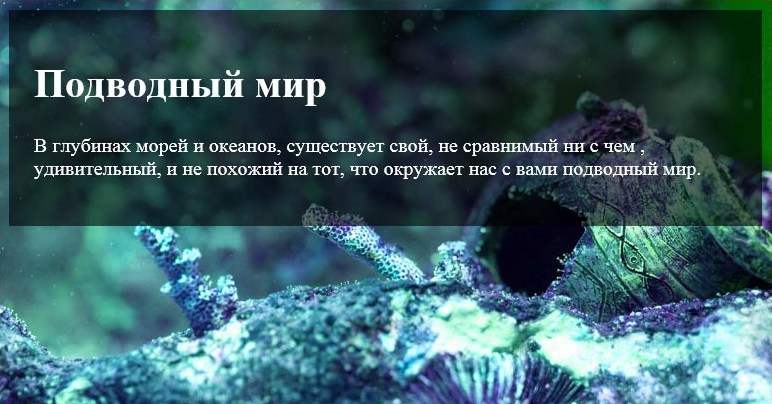 Подводный мир
В глубинах морей и океанов, существует свой, не сравнимый ни с чем ,
удивительный, и не похожий на тот, что окружает нас с вами подводный мир.